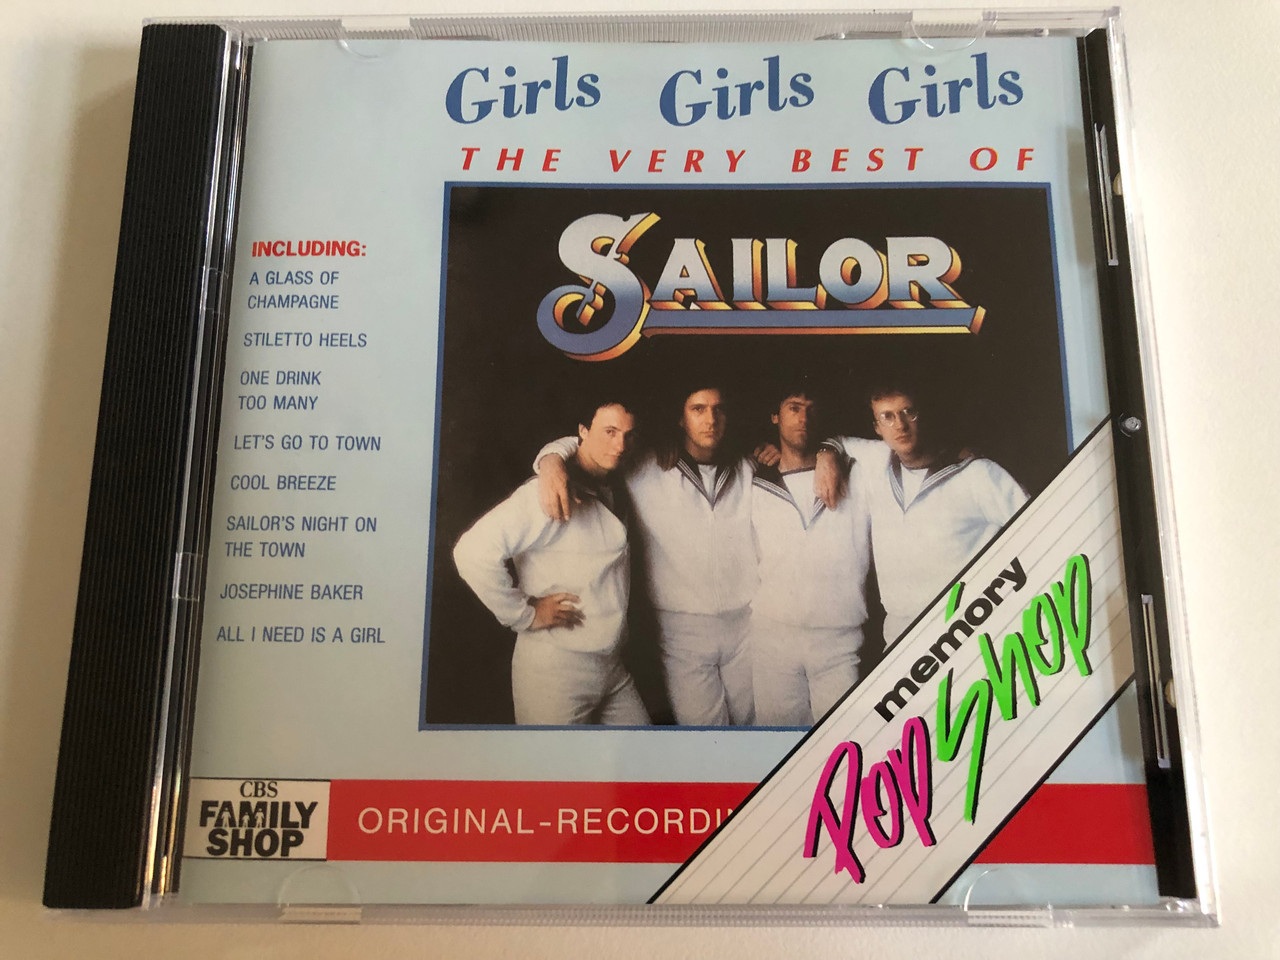 Girls Girls Girls
THE VERY BEST OF
SAILOR
INCLUDING:
A GLASS OF
CHAMPAGNE
STILETTO HEELS
ONE DRINK
TOO MANY
LET'S GO TO TOWN
COOL BREEZE
SAILOR'S NIGHT ON
THE TOWN
JOSEPHINE BAKER
ALL I NEED IS A GIRL
memory
Pop Shop
CBS
FAMILY
SHOP
ORIGINAL-RECORDIN